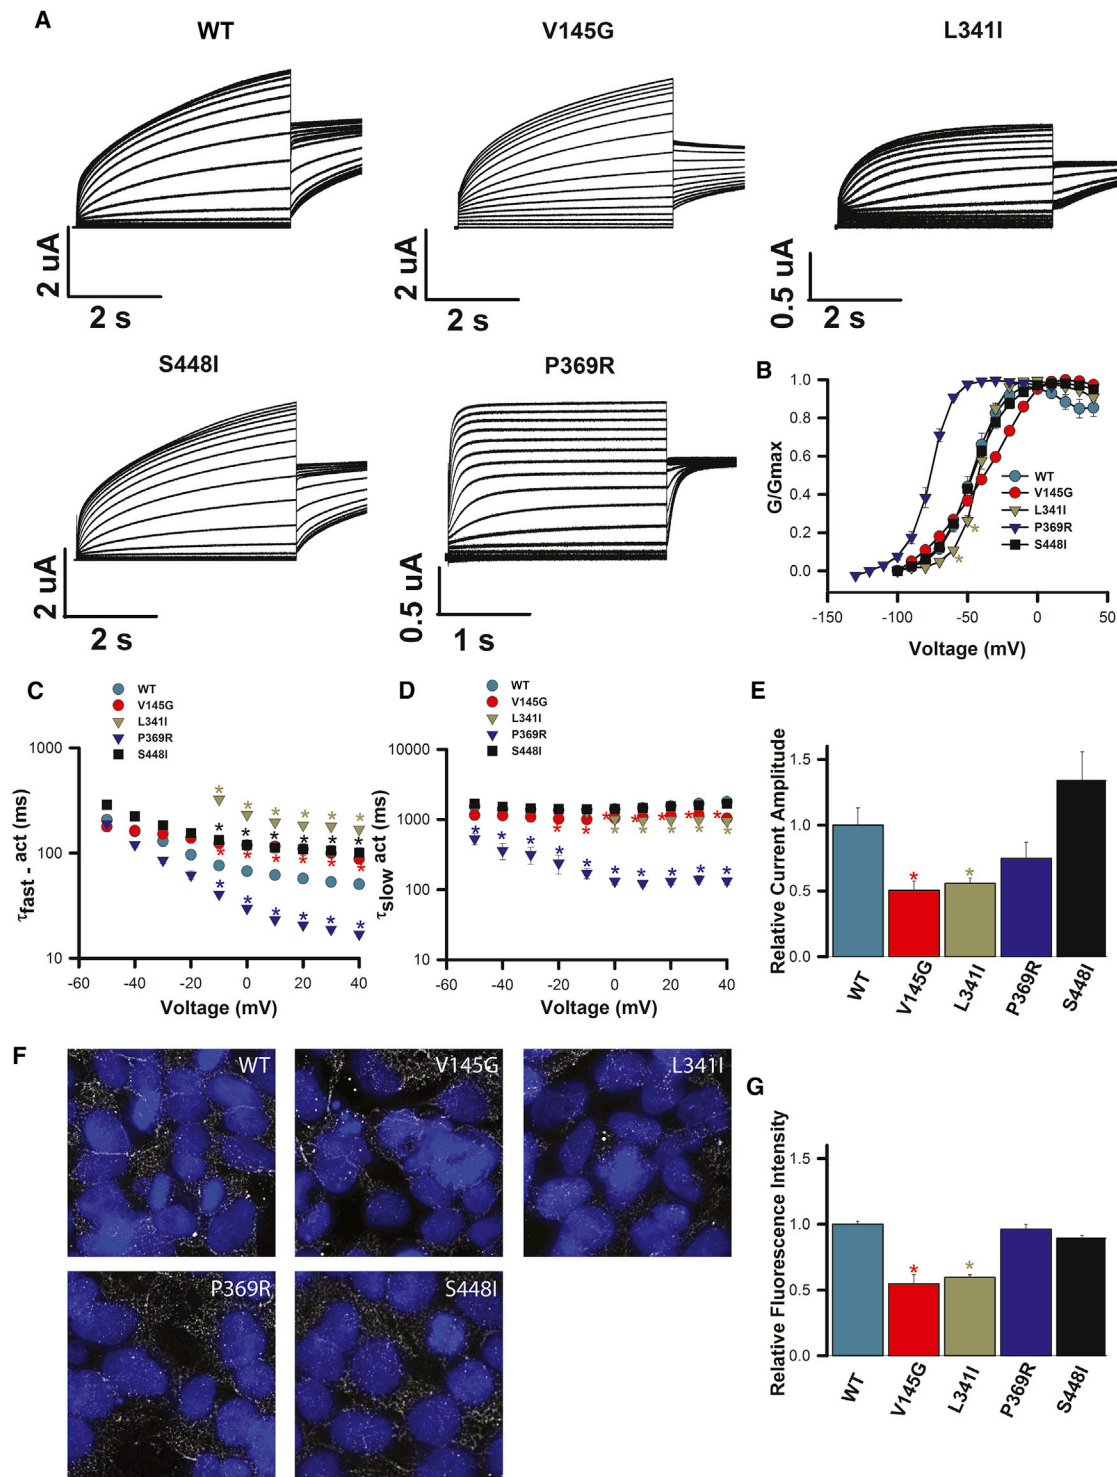 A
WT
V145G
L341I
2 uA
2 s
2 uA
2 s
0.5 uA
2 s
S448I
P369R
2 uA
2 s
0.5 uA
1 s
B
1.0
0.8
0.6
0.4
0.2
0.0
G/Gmax
WT
V145G
L341I
P369R
S448I
-150
-100
-50
0
50
Voltage (mV)
C
WT
V145G
L341I
P369R
S448I
1000
100
10
τfast - act (ms)
* * * * * *
* * * * * *
* * * * * *
* * * * * *
-60
-40
-20
0
20
40
Voltage (mV)
D
WT
V145G
L341I
P369R
S448I
10000
1000
100
10
τslow act (ms)
-60
-40
-20
0
20
40
Voltage (mV)
E
1.5
1.0
0.5
0.0
Relative Current Amplitude
*
*
WT
V145G
L341I
P369R
S448I
F
WT
V145G
L341I
P369R
S448I
G
1.5
1.0
0.5
0.0
Relative Fluorescence Intensity
*
*
WT
V145G
L341I
P369R
S448I